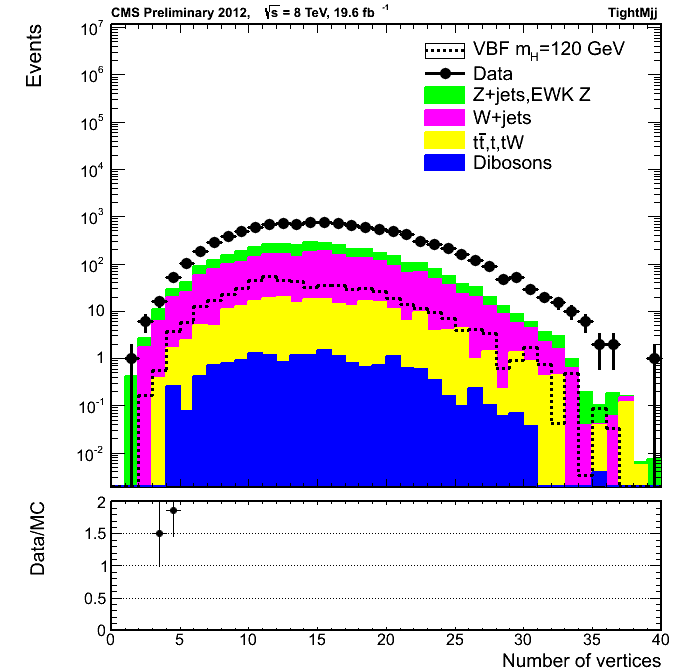 CMS Preliminary 2012, √s = 8 TeV, 19.6 fb⁻¹ TightMjj
Events
10⁷
10⁶
10⁵
10⁴
10³
10²
10
1
10⁻¹
10⁻²
VBF m_H=120 GeV
Data
Z+jets,EWK Z
W+jets
tt̄,t,tW
Dibosons
Data/MC
2
1.5
1
0.5
0
0 5 10 15 20 25 30 35 40
Number of vertices